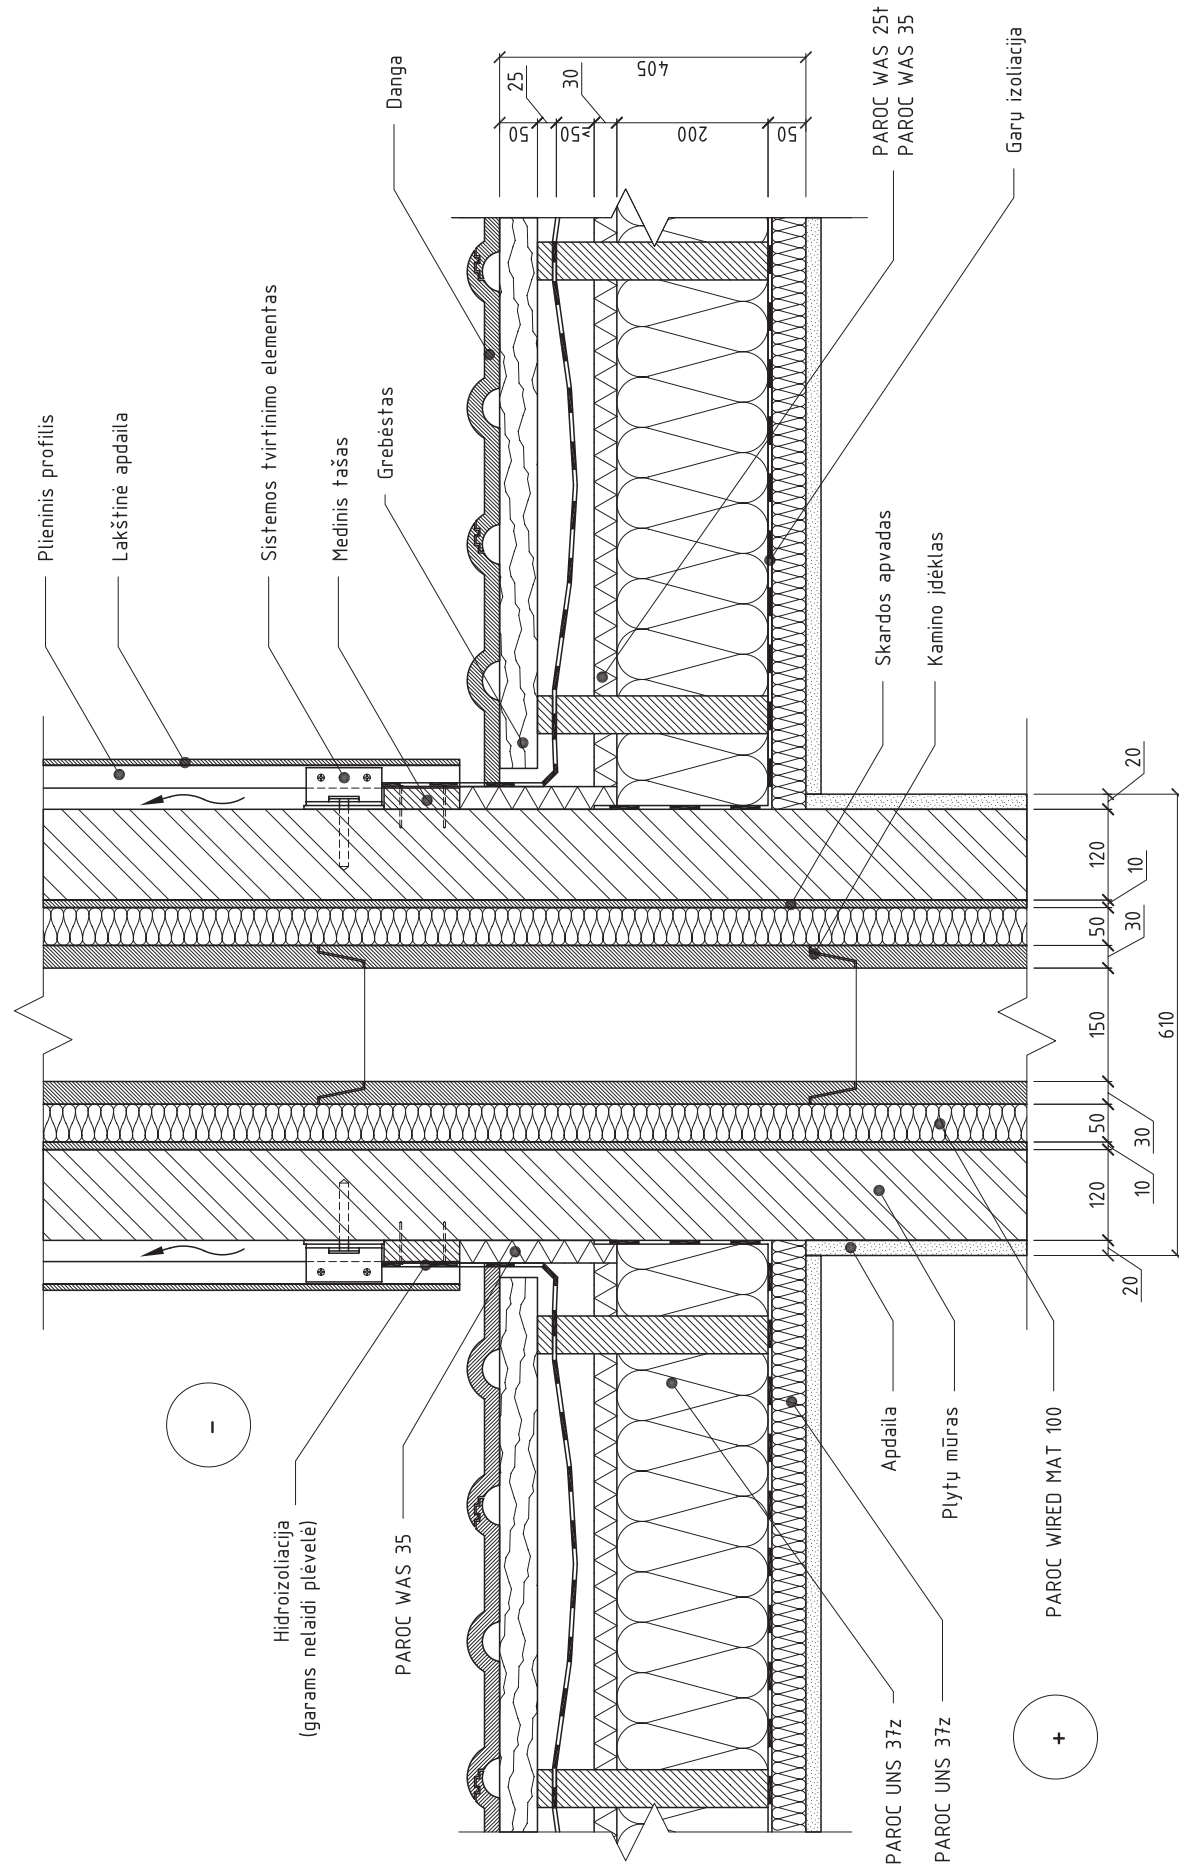 Plieninis profilis
Lakštinė apdaila
Sistemos tvirtinimo elementas
Medinis tašas
Grebėstas
Danga
50
25
≥50
30
200
50
405
PAROC WAS 25t
PAROC WAS 35
Garų izoliacija
Skardos apvadas
Kamino įdėklas
-
Hidroizoliacija
(garams nelaidi plėvelė)
PAROC WAS 35
PAROC UNS 37z
PAROC UNS 37z
+
Apdaila
Plytų mūras
PAROC WIRED MAT 100
20
120
10
50
30
150
30
50
10
120
20
610